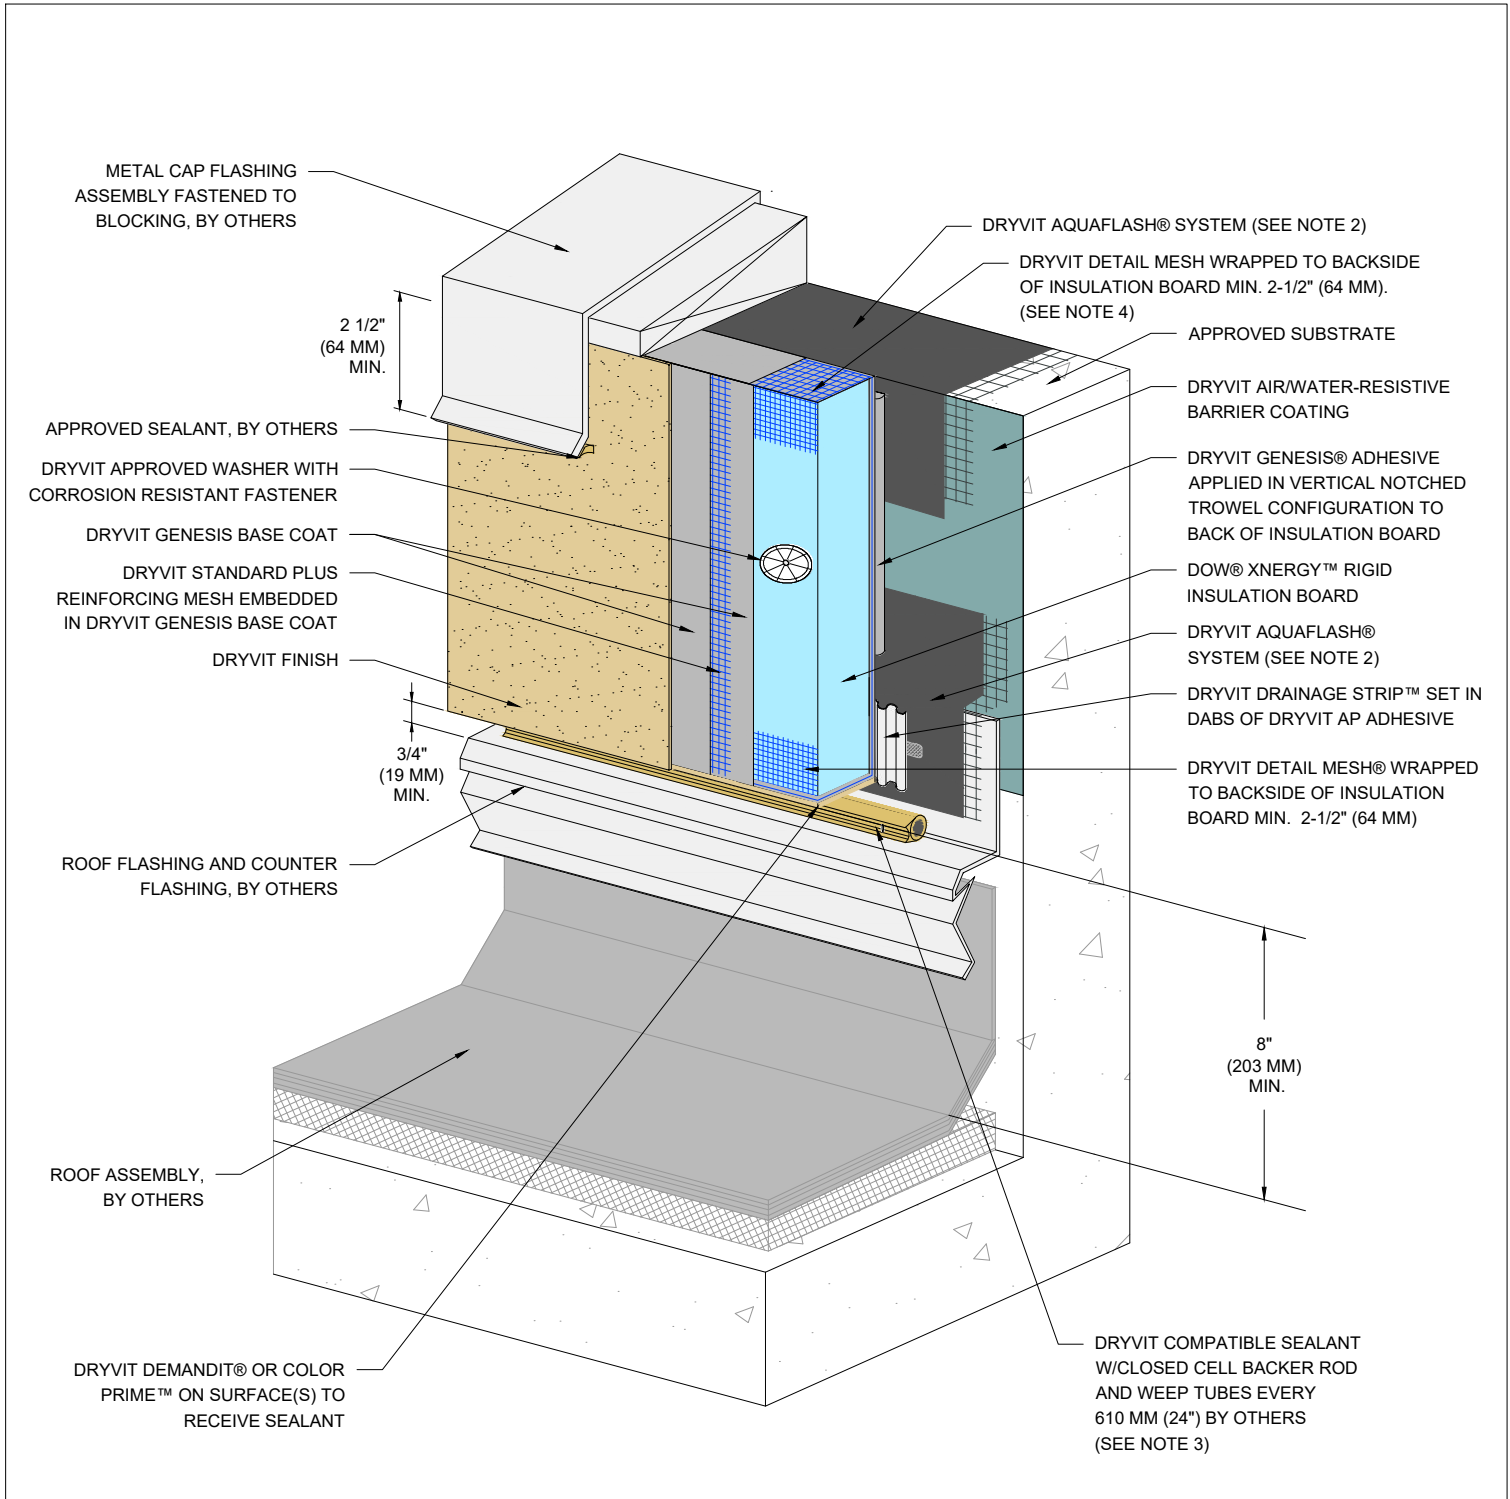 METAL CAP FLASHING
ASSEMBLY FASTENED TO
BLOCKING, BY OTHERS
2 1/2"
(64 MM)
MIN.
APPROVED SEALANT, BY OTHERS
DRYVIT APPROVED WASHER WITH
CORROSION RESISTANT FASTENER
DRYVIT GENESIS BASE COAT
DRYVIT STANDARD PLUS
REINFORCING MESH EMBEDDED
IN DRYVIT GENESIS BASE COAT
DRYVIT FINISH
3/4"
(19 MM)
MIN.
ROOF FLASHING AND COUNTER
FLASHING, BY OTHERS
ROOF ASSEMBLY,
BY OTHERS
DRYVIT DEMANDIT® OR COLOR
PRIME™ ON SURFACE(S) TO
RECEIVE SEALANT
DRYVIT AQUAFLASH® SYSTEM (SEE NOTE 2)
DRYVIT DETAIL MESH WRAPPED TO BACKSIDE
OF INSULATION BOARD MIN. 2-1/2" (64 MM).
(SEE NOTE 4)
APPROVED SUBSTRATE
DRYVIT AIR/WATER-RESISTIVE
BARRIER COATING
DRYVIT GENESIS® ADHESIVE
APPLIED IN VERTICAL NOTCHED
TROWEL CONFIGURATION TO
BACK OF INSULATION BOARD
DOW® XNERGY™ RIGID
INSULATION BOARD
DRYVIT AQUAFLASH®
SYSTEM (SEE NOTE 2)
DRYVIT DRAINAGE STRIP™ SET IN
DABS OF DRYVIT AP ADHESIVE
DRYVIT DETAIL MESH® WRAPPED
TO BACKSIDE OF INSULATION
BOARD MIN. 2-1/2" (64 MM)
8"
(203 MM)
MIN.
DRYVIT COMPATIBLE SEALANT
W/CLOSED CELL BACKER ROD
AND WEEP TUBES EVERY
610 MM (24") BY OTHERS
(SEE NOTE 3)